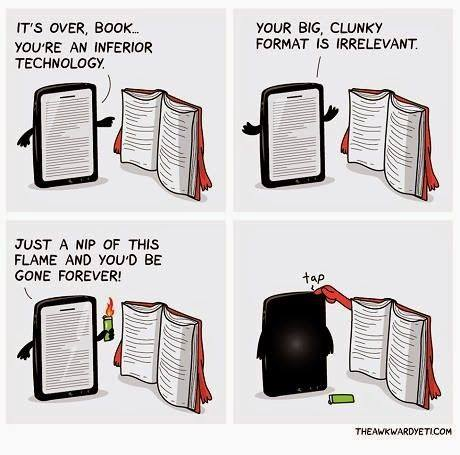 IT'S OVER, BOOK...
YOU'RE AN INFERIOR
TECHNOLOGY.
YOUR BIG, CLUNKY
FORMAT IS IRRELEVANT.
JUST A NIP OF THIS
FLAME AND YOU'D BE
GONE FOREVER!
tap
THEAWKWARDYETI.COM